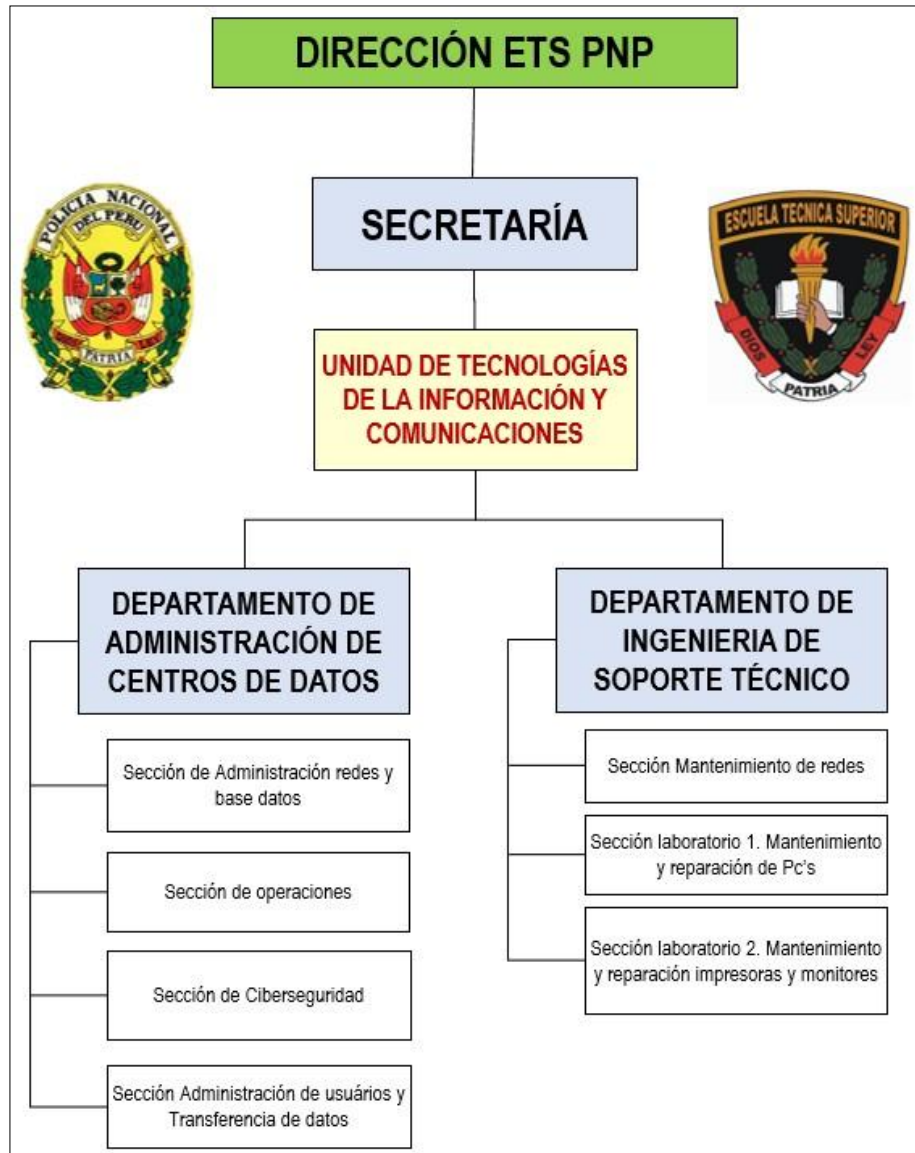 DIRECCIÓN ETS PNP
SECRETARÍA
POLICIA NACIONAL
DEL PERU
DIOS
PATRIA
LEY
ESCUELA TECNICA SUPERIOR
DIOS
PATRIA
LEY
UNIDAD DE TECNOLOGÍAS
DE LA INFORMACIÓN Y
COMUNICACIONES
DEPARTAMENTO DE
ADMINISTRACIÓN DE
CENTROS DE DATOS
Sección de Administración redes y
base datos
Sección de operaciones
Sección de Ciberseguridad
Sección Administración de usuários y
Transferencia de datos
DEPARTAMENTO DE
INGENIERIA DE
SOPORTE TÉCNICO
Sección Mantenimiento de redes
Sección laboratorio 1. Mantenimiento
y reparación de Pc's
Sección laboratorio 2. Mantenimiento
y reparación impresoras y monitores